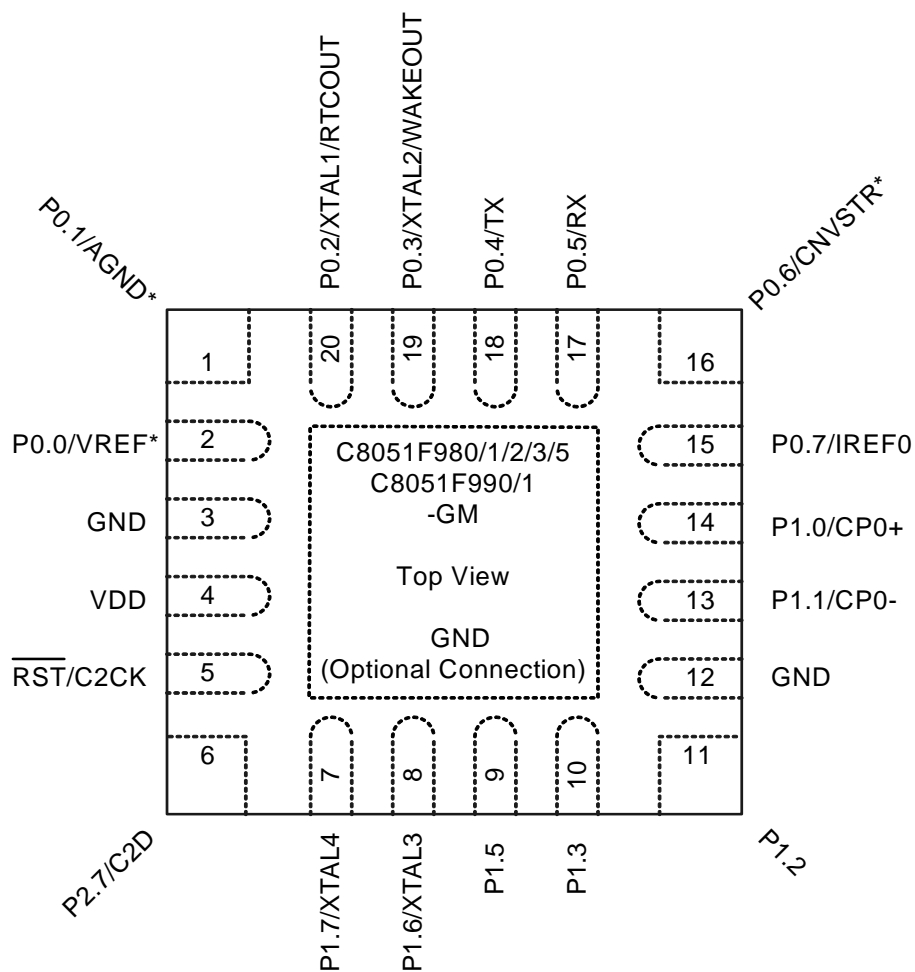 P0.2/XTAL1/RTCOUT
P0.3/XTAL2/WAKEOUT
P0.4/TX
P0.5/RX
P0.1/AGND*
P0.6/CNVSTR*
1
20
19
18
17
16
P0.0/VREF*
2
GND
3
VDD
4
RST/C2CK
5
C8051F980/1/2/3/5
C8051F990/1
-GM
Top View
GND
(Optional Connection)
15
P0.7/IREF0
14
P1.0/CP0+
13
P1.1/CP0-
12
GND
6
7
8
9
10
11
P2.7/C2D
P1.7/XTAL4
P1.6/XTAL3
P1.5
P1.3
P1.2